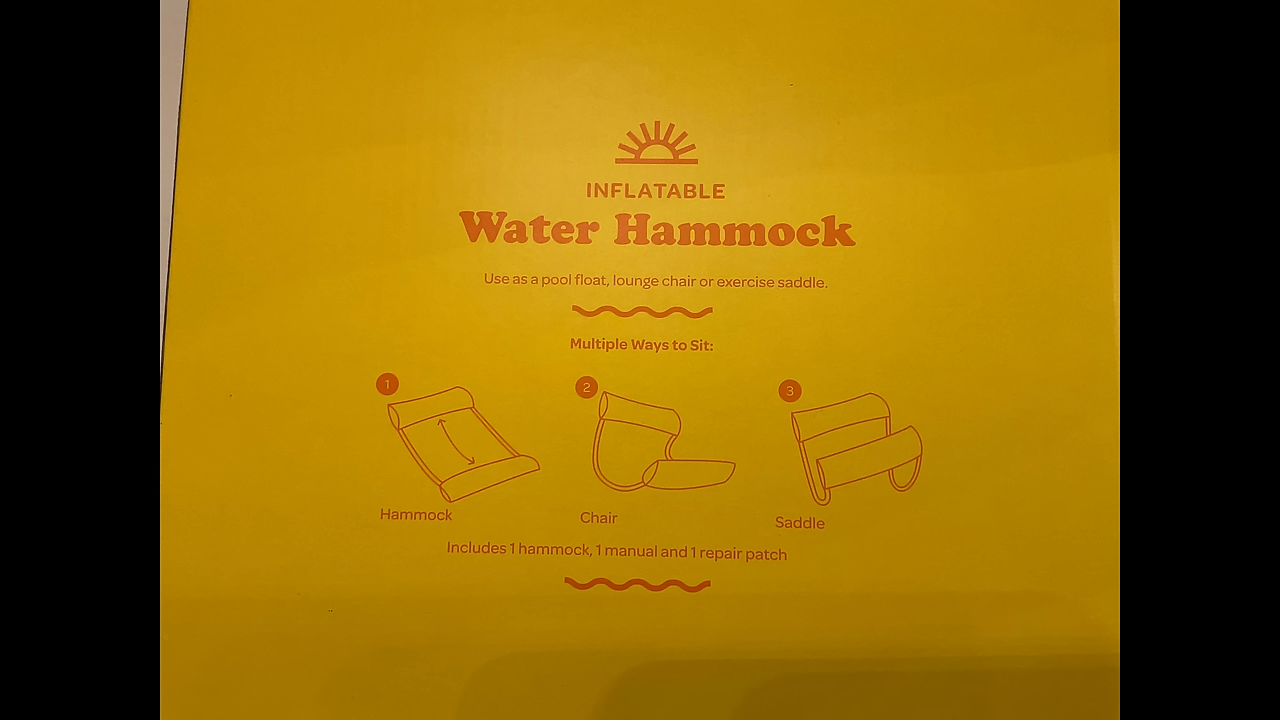 INFLATABLE
Water Hammock
Use as a pool float, lounge chair or exercise saddle.
Multiple Ways to Sit:
1
2
3
Hammock
Chair
Saddle
Includes 1 hammock, 1 manual and 1 repair patch